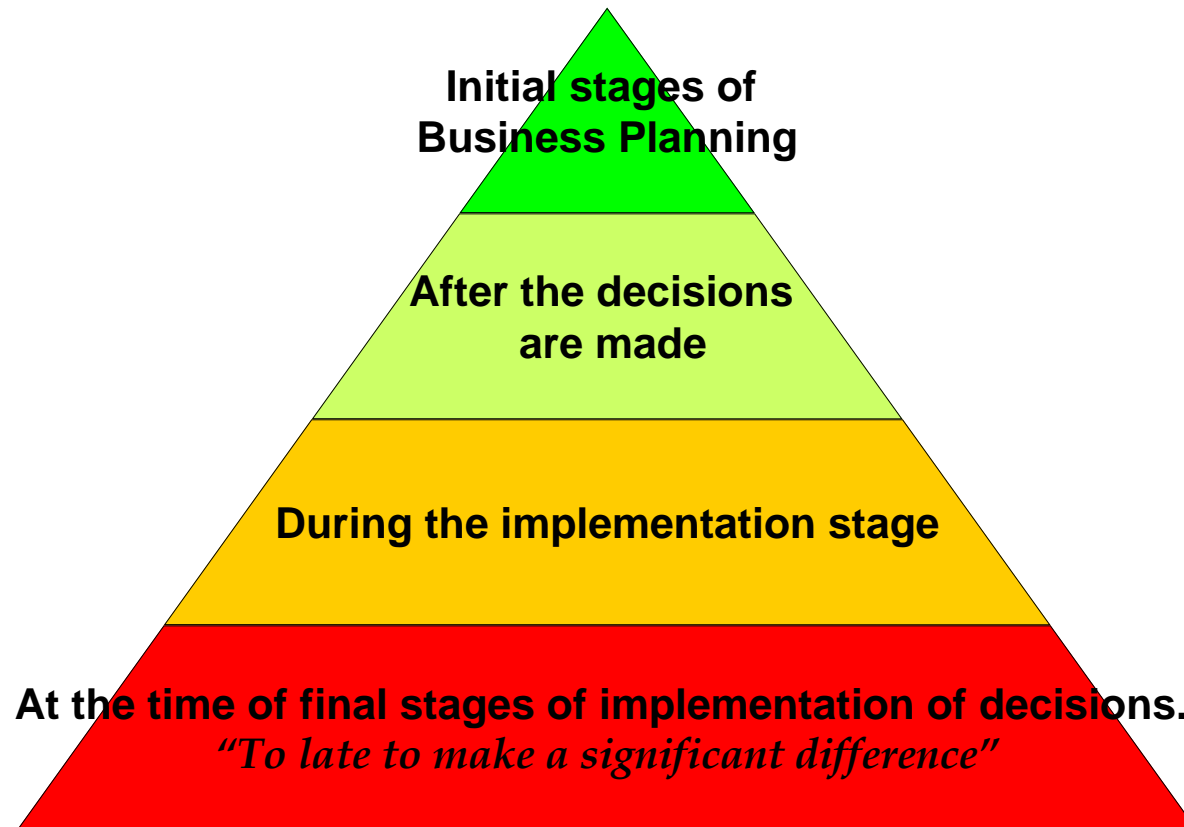 Initial stages of
Business Planning
After the decisions
are made
During the implementation stage
At the time of final stages of implementation of decisions.
“To late to make a significant difference”